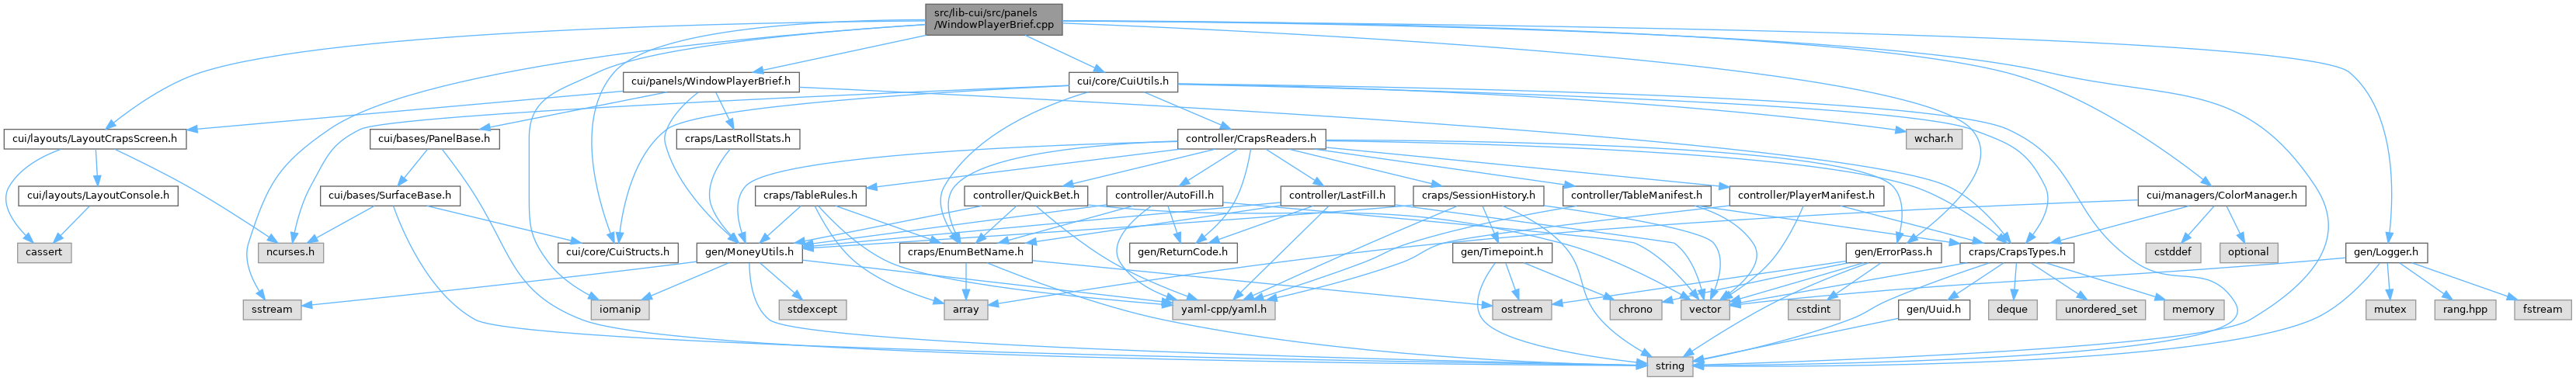 src/lib-cui/src/panels
/WindowPlayerBrief.cpp
cui/panels/WindowPlayerBrief.h
cui/core/CuiUtils.h
cui/layouts/LayoutCrapsScreen.h
cui/bases/PanelBase.h
craps/LastRollStats.h
controller/CrapsReaders.h
wchar.h
cui/layouts/LayoutConsole.h
cui/bases/SurfaceBase.h
craps/TableRules.h
controller/QuickBet.h
controller/AutoFill.h
controller/LastFill.h
craps/SessionHistory.h
controller/TableManifest.h
controller/PlayerManifest.h
cui/managers/ColorManager.h
cassert
ncurses.h
cui/core/CuiStructs.h
gen/MoneyUtils.h
craps/EnumBetName.h
gen/ReturnCode.h
gen/Timepoint.h
gen/ErrorPass.h
craps/CrapsTypes.h
cstddef
optional
gen/Logger.h
sstream
iomanip
stdexcept
array
yaml-cpp/yaml.h
ostream
chrono
vector
cstdint
gen/Uuid.h
deque
unordered_set
memory
mutex
rang.hpp
fstream
string